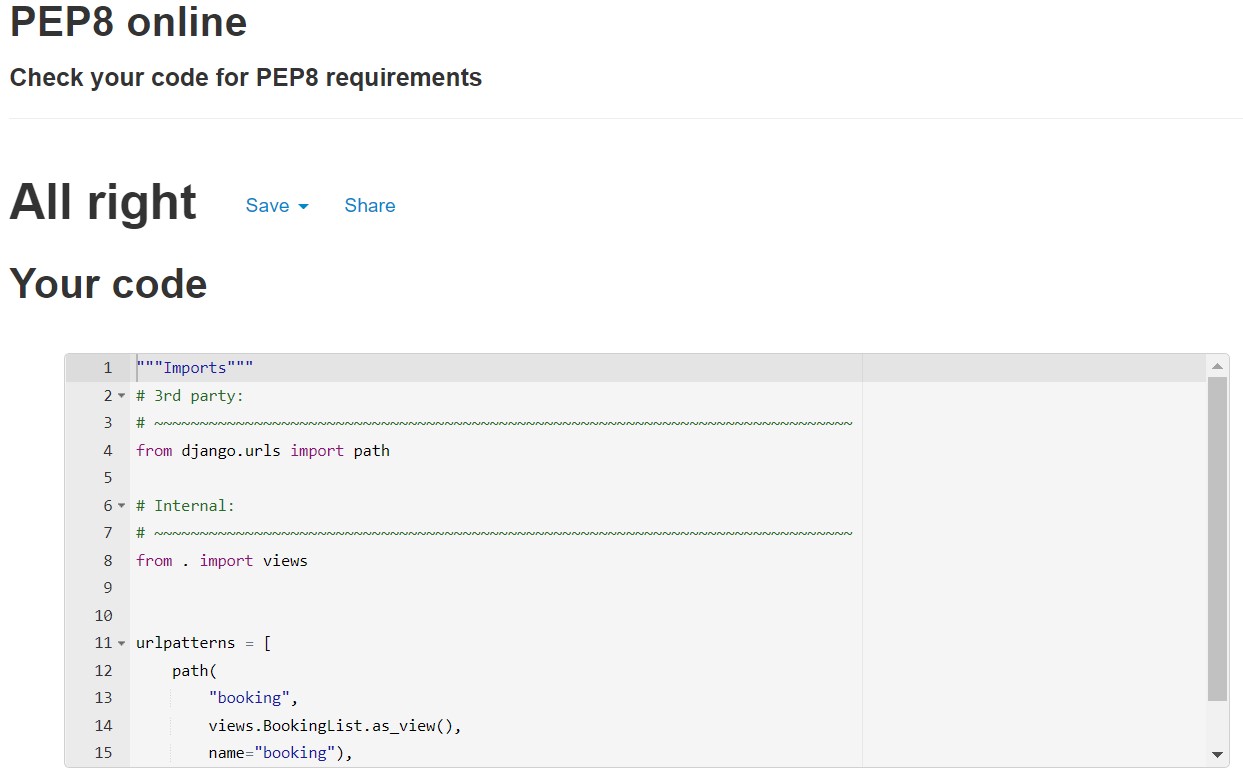 PEP8 online
Check your code for PEP8 requirements
All right Save Share
Your code
1 """Imports"""
2 # 3rd party:
3 # ~~~~~~~~~~~~~~~~~~~~~~~~~~~~~~~~~~~~~~~~~~~~~~~~~~~~~~~~~~~~~~~~~~~~~~~~~~~~~
4 from django.urls import path
5
6 # Internal:
7 # ~~~~~~~~~~~~~~~~~~~~~~~~~~~~~~~~~~~~~~~~~~~~~~~~~~~~~~~~~~~~~~~~~~~~~~~~~~~~~
8 from . import views
9
10
11 urlpatterns = [
12     path(
13         "booking",
14         views.BookingList.as_view(),
15         name="booking"),